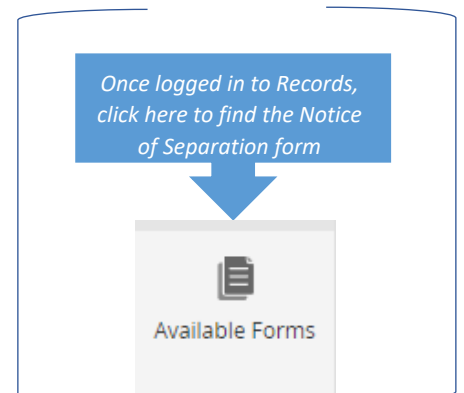 Once logged in to Records,
click here to find the Notice
of Separation form
Available Forms